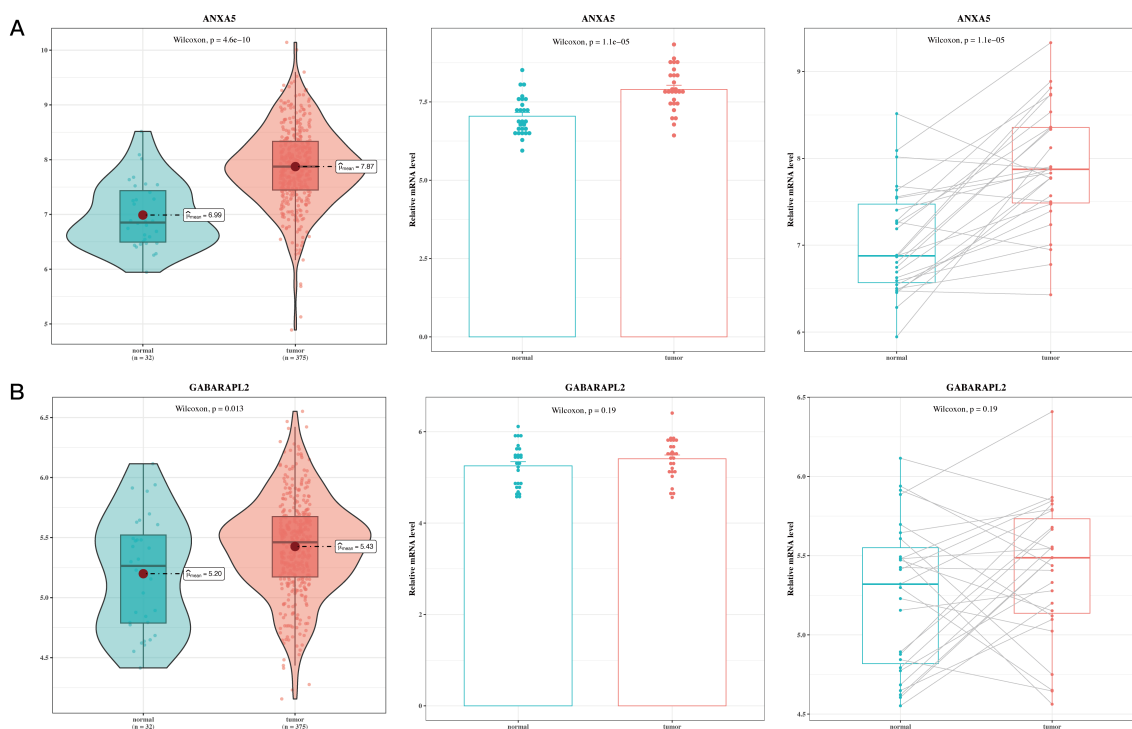 A
ANXA5
Wilcoxon, p = 4.6e−10
10
9
8
7
6
5
μ̂mean = 6.99
μ̂mean = 7.87
normal
(n = 32)
tumor
(n = 375)
ANXA5
Wilcoxon, p = 1.1e−05
Relative mRNA level
7.5
5.0
2.5
0.0
normal
tumor
ANXA5
Wilcoxon, p = 1.1e−05
Relative mRNA level
9
8
7
6
normal
tumor
B
GABARAPL2
Wilcoxon, p = 0.013
6.5
6.0
5.5
5.0
4.5
μ̂mean = 5.20
μ̂mean = 5.43
normal
(n = 32)
tumor
(n = 375)
GABARAPL2
Wilcoxon, p = 0.19
Relative mRNA level
6
4
2
0
normal
tumor
GABARAPL2
Wilcoxon, p = 0.19
Relative mRNA level
6.5
6.0
5.5
5.0
4.5
normal
tumor